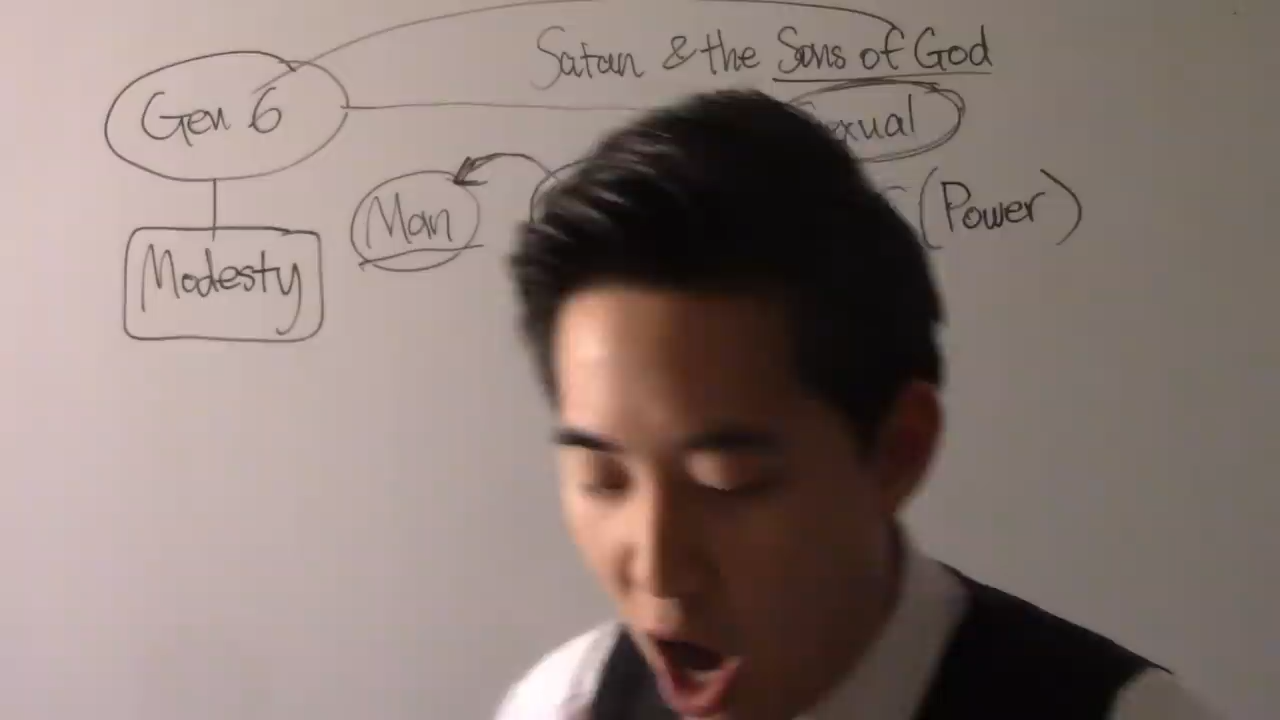 Satan & the Sons of God
Gen 6
Man
(Power)
Modesty